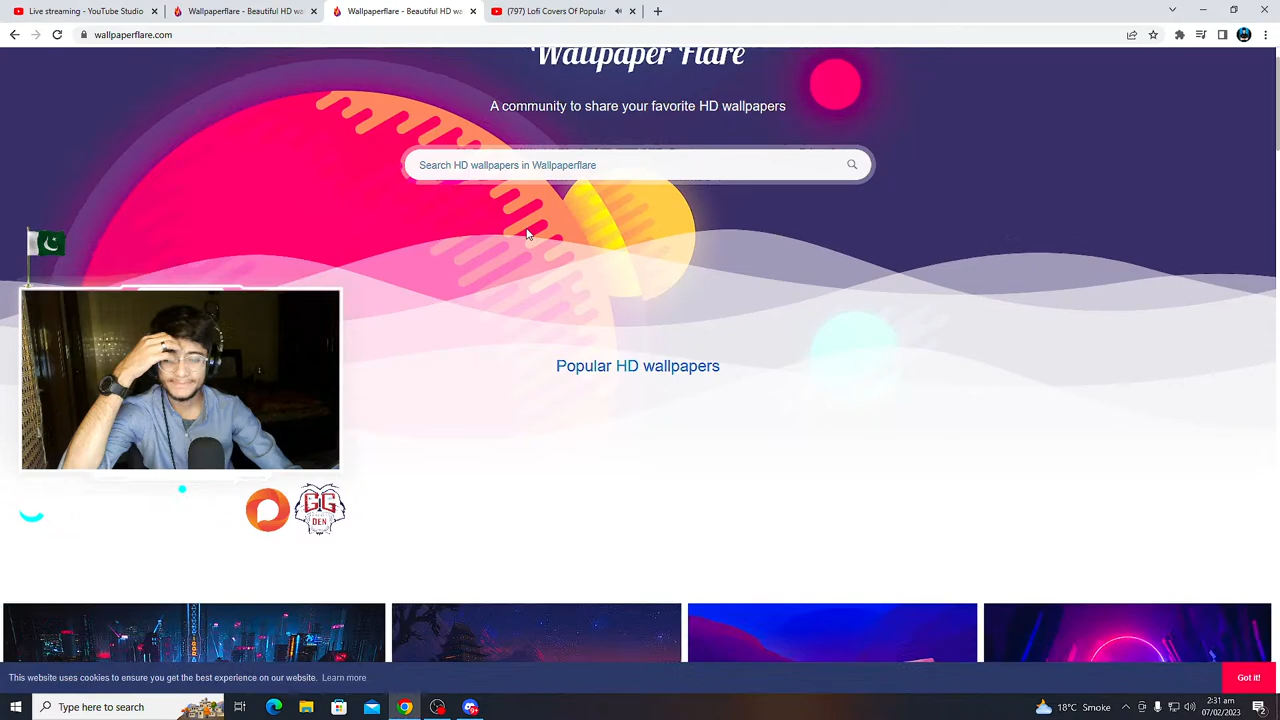 Live streaming - YouTube Studio
Wallpaperflare - Beautiful HD wa
Wallpaperflare - Beautiful HD wa
(797) Lofi Covers Of Popular
wallpaperflare.com
Wallpaper Flare
A community to share your favorite HD wallpapers
Search HD wallpapers in Wallpaperflare
Popular HD wallpapers
GG
DEN
This website uses cookies to ensure you get the best experience on our website. Learn more
Got it!
Type here to search
18°C Smoke
2:31 am
07/02/2023
2